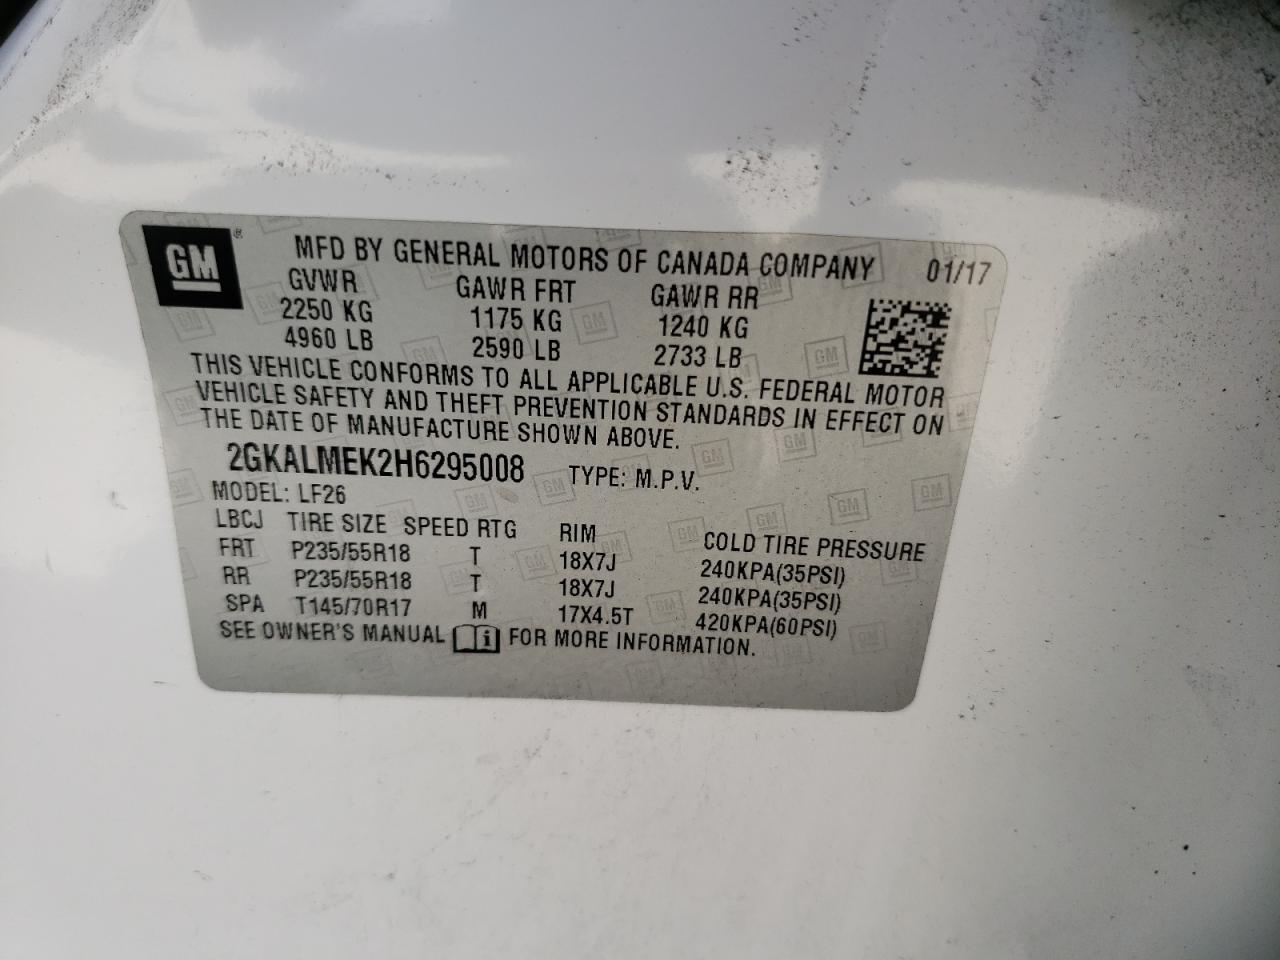 GM®
MFD BY GENERAL MOTORS OF CANADA COMPANY 01/17
GVWR GAWR FRT GAWR RR
2250 KG 1175 KG 1240 KG
4960 LB 2590 LB 2733 LB
THIS VEHICLE CONFORMS TO ALL APPLICABLE U.S. FEDERAL MOTOR
VEHICLE SAFETY AND THEFT PREVENTION STANDARDS IN EFFECT ON
THE DATE OF MANUFACTURE SHOWN ABOVE.
2GKALMEK2H6295008 TYPE: M.P.V.
MODEL: LF26
LBCJ TIRE SIZE SPEED RTG RIM COLD TIRE PRESSURE
FRT P235/55R18 T 18X7J 240KPA(35PSI)
RR P235/55R18 T 18X7J 240KPA(35PSI)
SPA T145/70R17 M 17X4.5T 420KPA(60PSI)
SEE OWNER'S MANUAL i FOR MORE INFORMATION.